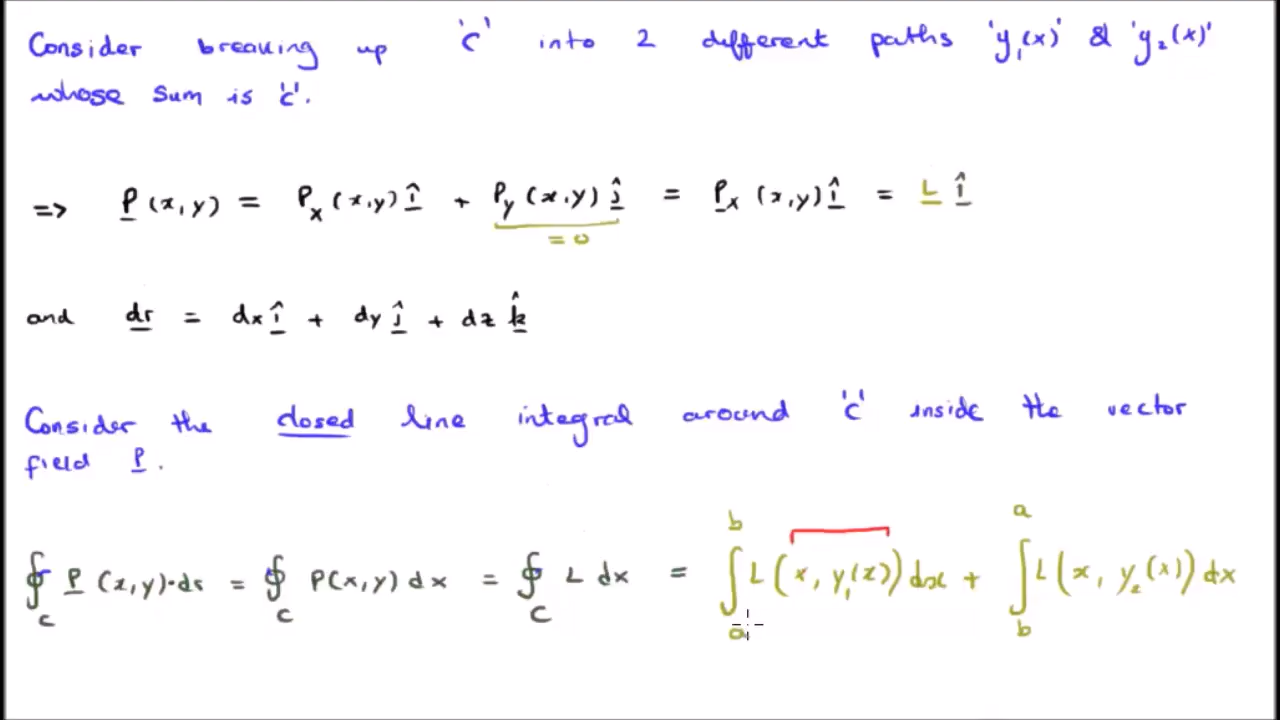 Consider breaking up 'c' into 2 different paths 'y₁(x)' & 'y₂(x)'
whose sum is 'c'.
=> P (x,y) = Pₓ(x,y) î + P_y (x,y) ĵ = Pₓ (x,y) î = L î
= 0
and dr = dx î + dy ĵ + dz k̂
Consider the closed line integral around 'c' inside the vector
field P.
∮_C P (x,y)·dr = ∮_C P(x,y) dx = ∮_C L dx = ∫_a^b L(x, y₁(x)) dx + ∫_b^a L(x, y₂(x)) dx